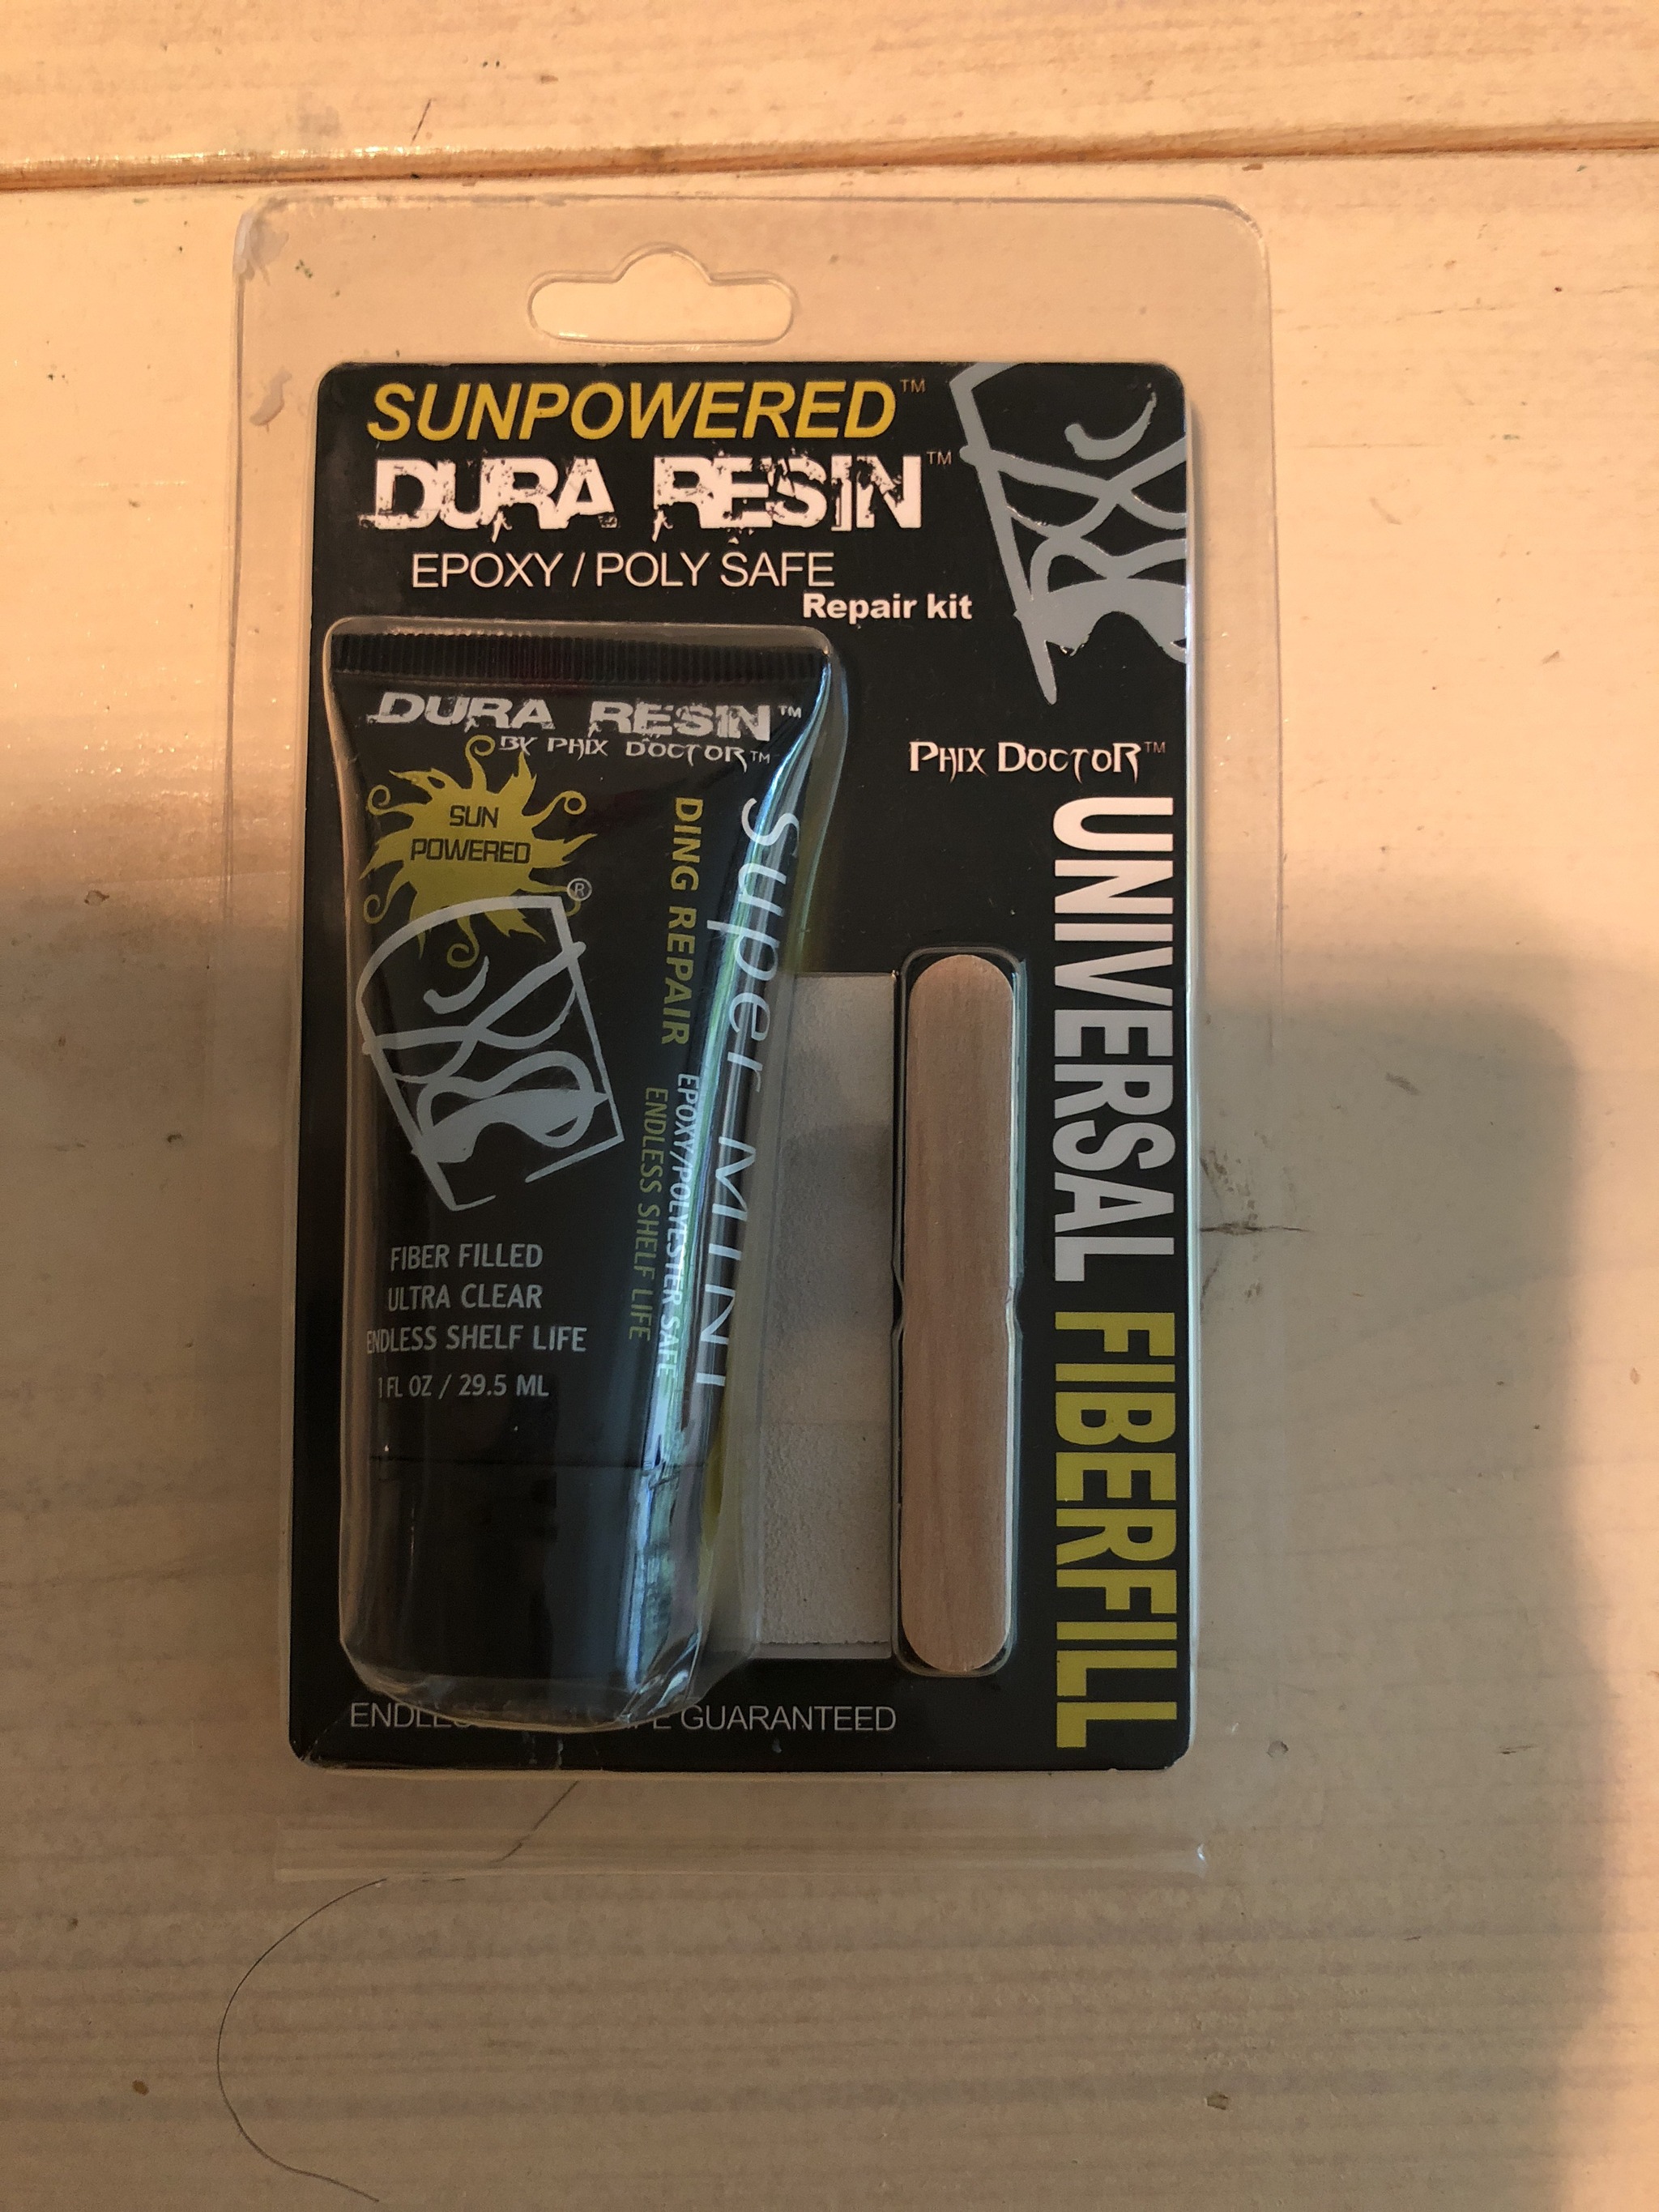 SUNPOWERED™
DURA RESIN™
EPOXY / POLY SAFE
Repair kit
DURA RESIN™
BY PHIX DOCTOR™
SUN
POWERED
®
Super MINI
DING REPAIR
EPOXY/POLYESTER SAFE
ENDLESS SHELF LIFE
FIBER FILLED
ULTRA CLEAR
ENDLESS SHELF LIFE
1 FL OZ / 29.5 ML
PHIX DOCTOR™
UNIVERSAL FIBERFILL
GUARANTEED